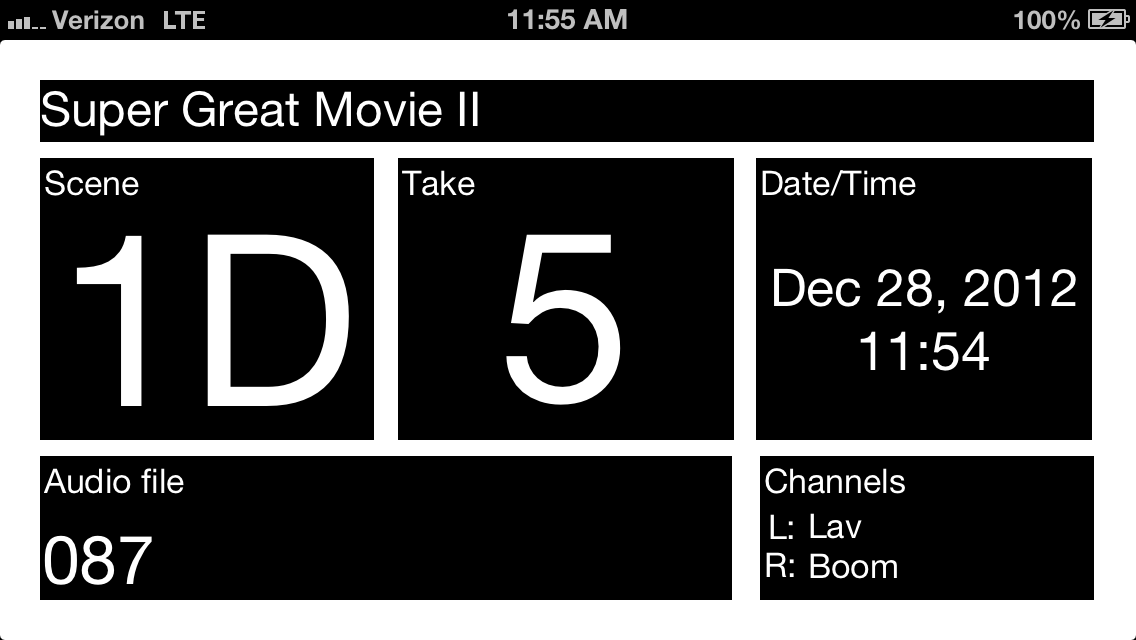 Verizon LTE 11:55 AM 100%
Super Great Movie II
Scene
1D
Take
5
Date/Time
Dec 28, 2012
11:54
Audio file
087
Channels
L: Lav
R: Boom